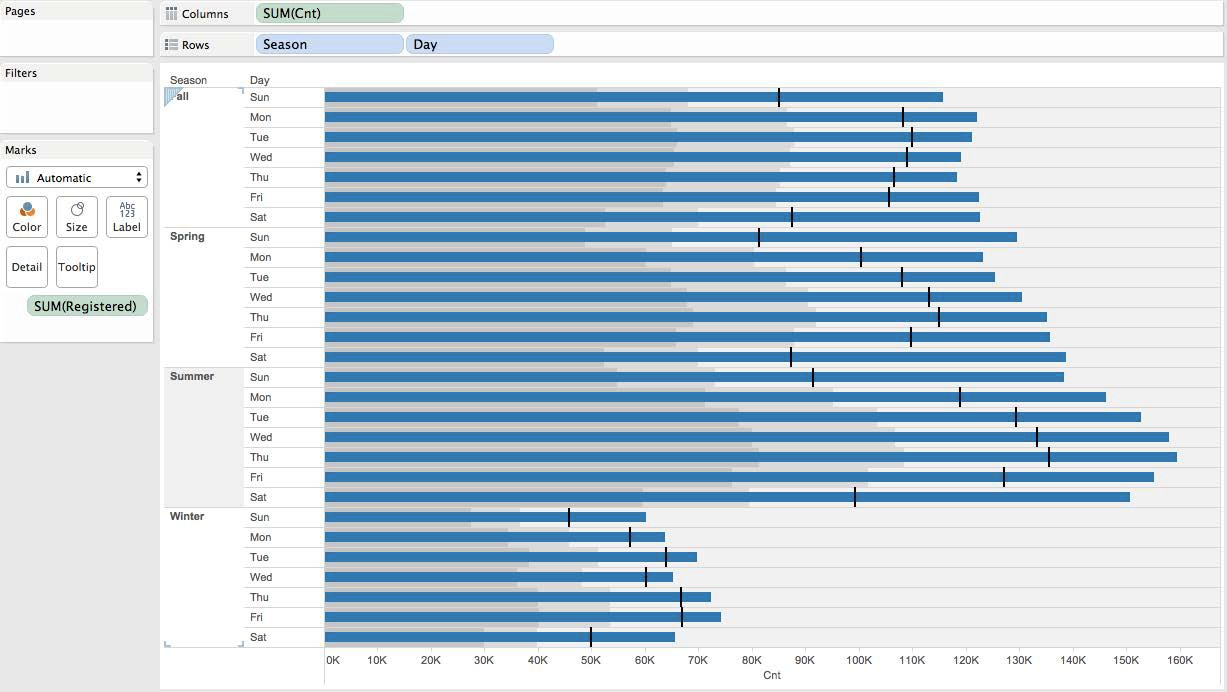 Pages
Columns SUM(Cnt)
Rows Season Day
Filters
Marks
Automatic
Color Size Abc 123 Label
Detail Tooltip
SUM(Registered)
Season Day
all Sun
Mon
Tue
Wed
Thu
Fri
Sat
Spring Sun
Mon
Tue
Wed
Thu
Fri
Sat
Summer Sun
Mon
Tue
Wed
Thu
Fri
Sat
Winter Sun
Mon
Tue
Wed
Thu
Fri
Sat
0K 10K 20K 30K 40K 50K 60K 70K 80K 90K 100K 110K 120K 130K 140K 150K 160K
Cnt